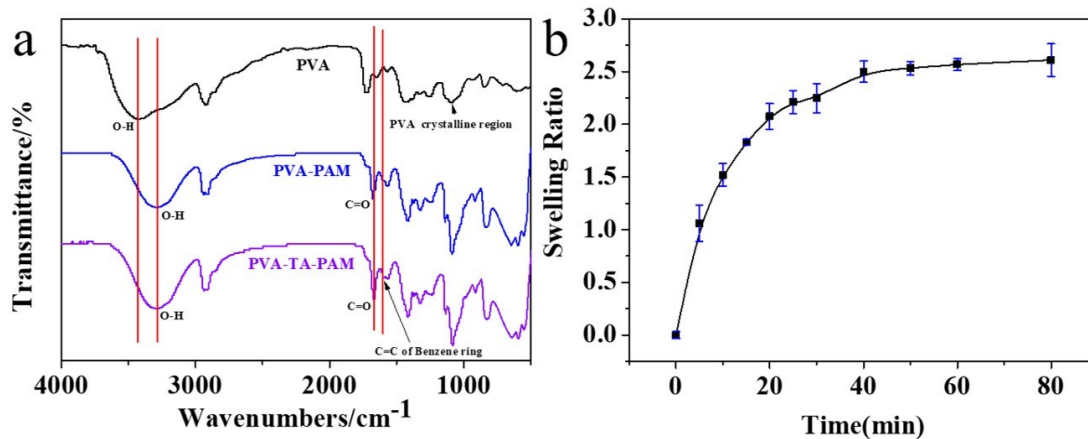 a
Transmittance/%
PVA
O-H
PVA crystalline region
PVA-PAM
O-H
C=O
PVA-TA-PAM
O-H
C=O
C=C of Benzene ring
4000 3000 2000 1000
Wavenumbers/cm-1
b
Swelling Ratio
3.0
2.5
2.0
1.5
1.0
0.5
0.0
0 20 40 60 80
Time(min)